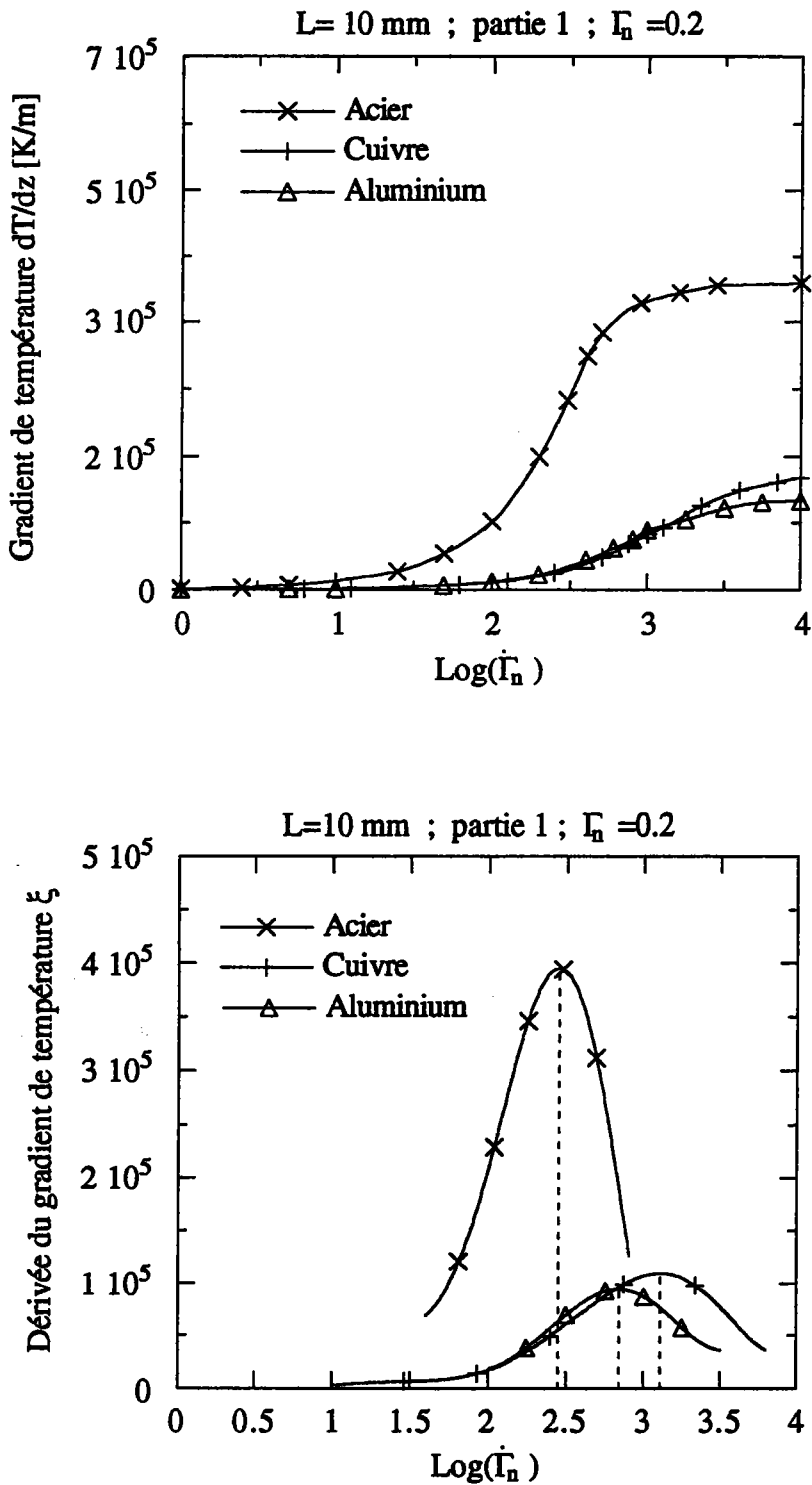 L= 10 mm ; partie 1 ; Γn =0.2
Gradient de température dT/dz [K/m]
7 10⁵
5 10⁵
3 10⁵
2 10⁵
0
Acier
Cuivre
Aluminium
0 1 2 3 4
Log(Γ̇n )
L=10 mm ; partie 1 ; Γn =0.2
Dérivée du gradient de température ξ
5 10⁵
4 10⁵
3 10⁵
2 10⁵
1 10⁵
0
Acier
Cuivre
Aluminium
0 0.5 1 1.5 2 2.5 3 3.5 4
Log(Γ̇n )